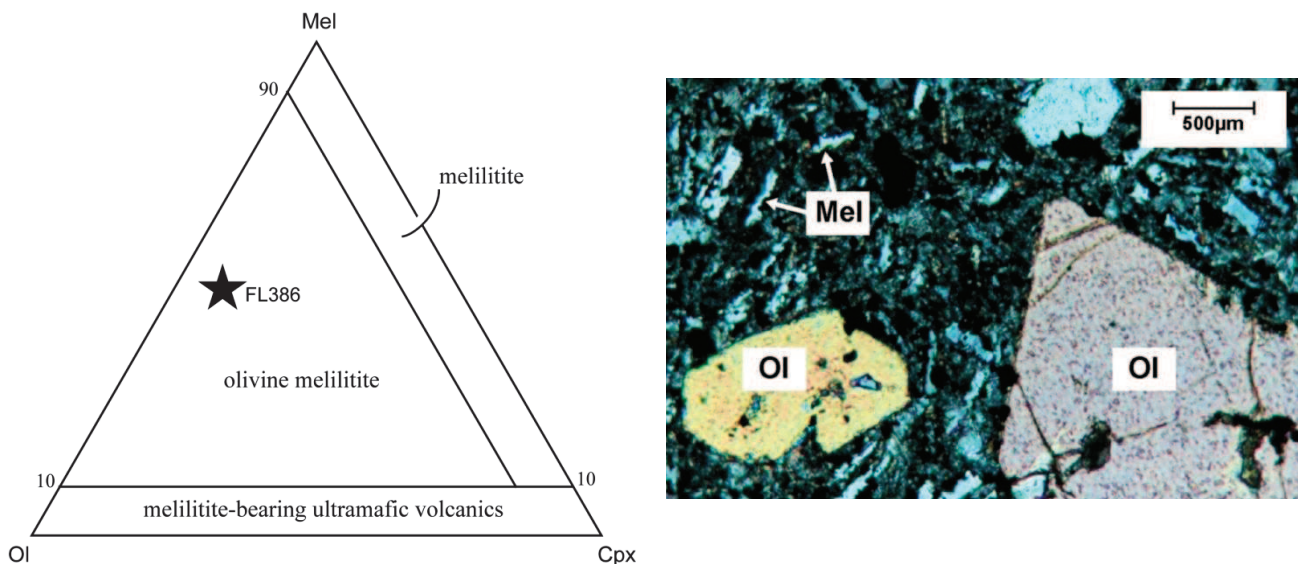 Mel
90
melilitite
FL386
olivine melilitite
10
10
melilitite-bearing ultramafic volcanics
Ol
Cpx
500µm
Mel
Ol
Ol